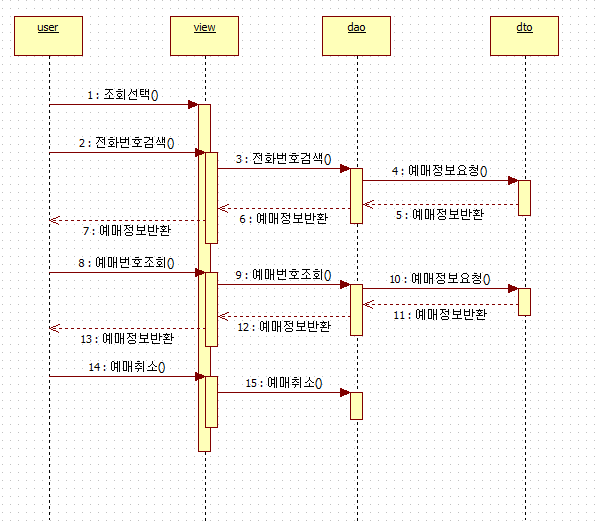 user
view
dao
dto
1 : 조회선택()
2 : 전화번호검색()
3 : 전화번호검색()
4 : 예매정보요청()
5 : 예매정보반환
6 : 예매정보반환
7 : 예매정보반환
8 : 예매번호조회()
9 : 예매번호조회()
10 : 예매정보요청()
11 : 예매정보반환
12 : 예매정보반환
13 : 예매정보반환
14 : 예매취소()
15 : 예매취소()